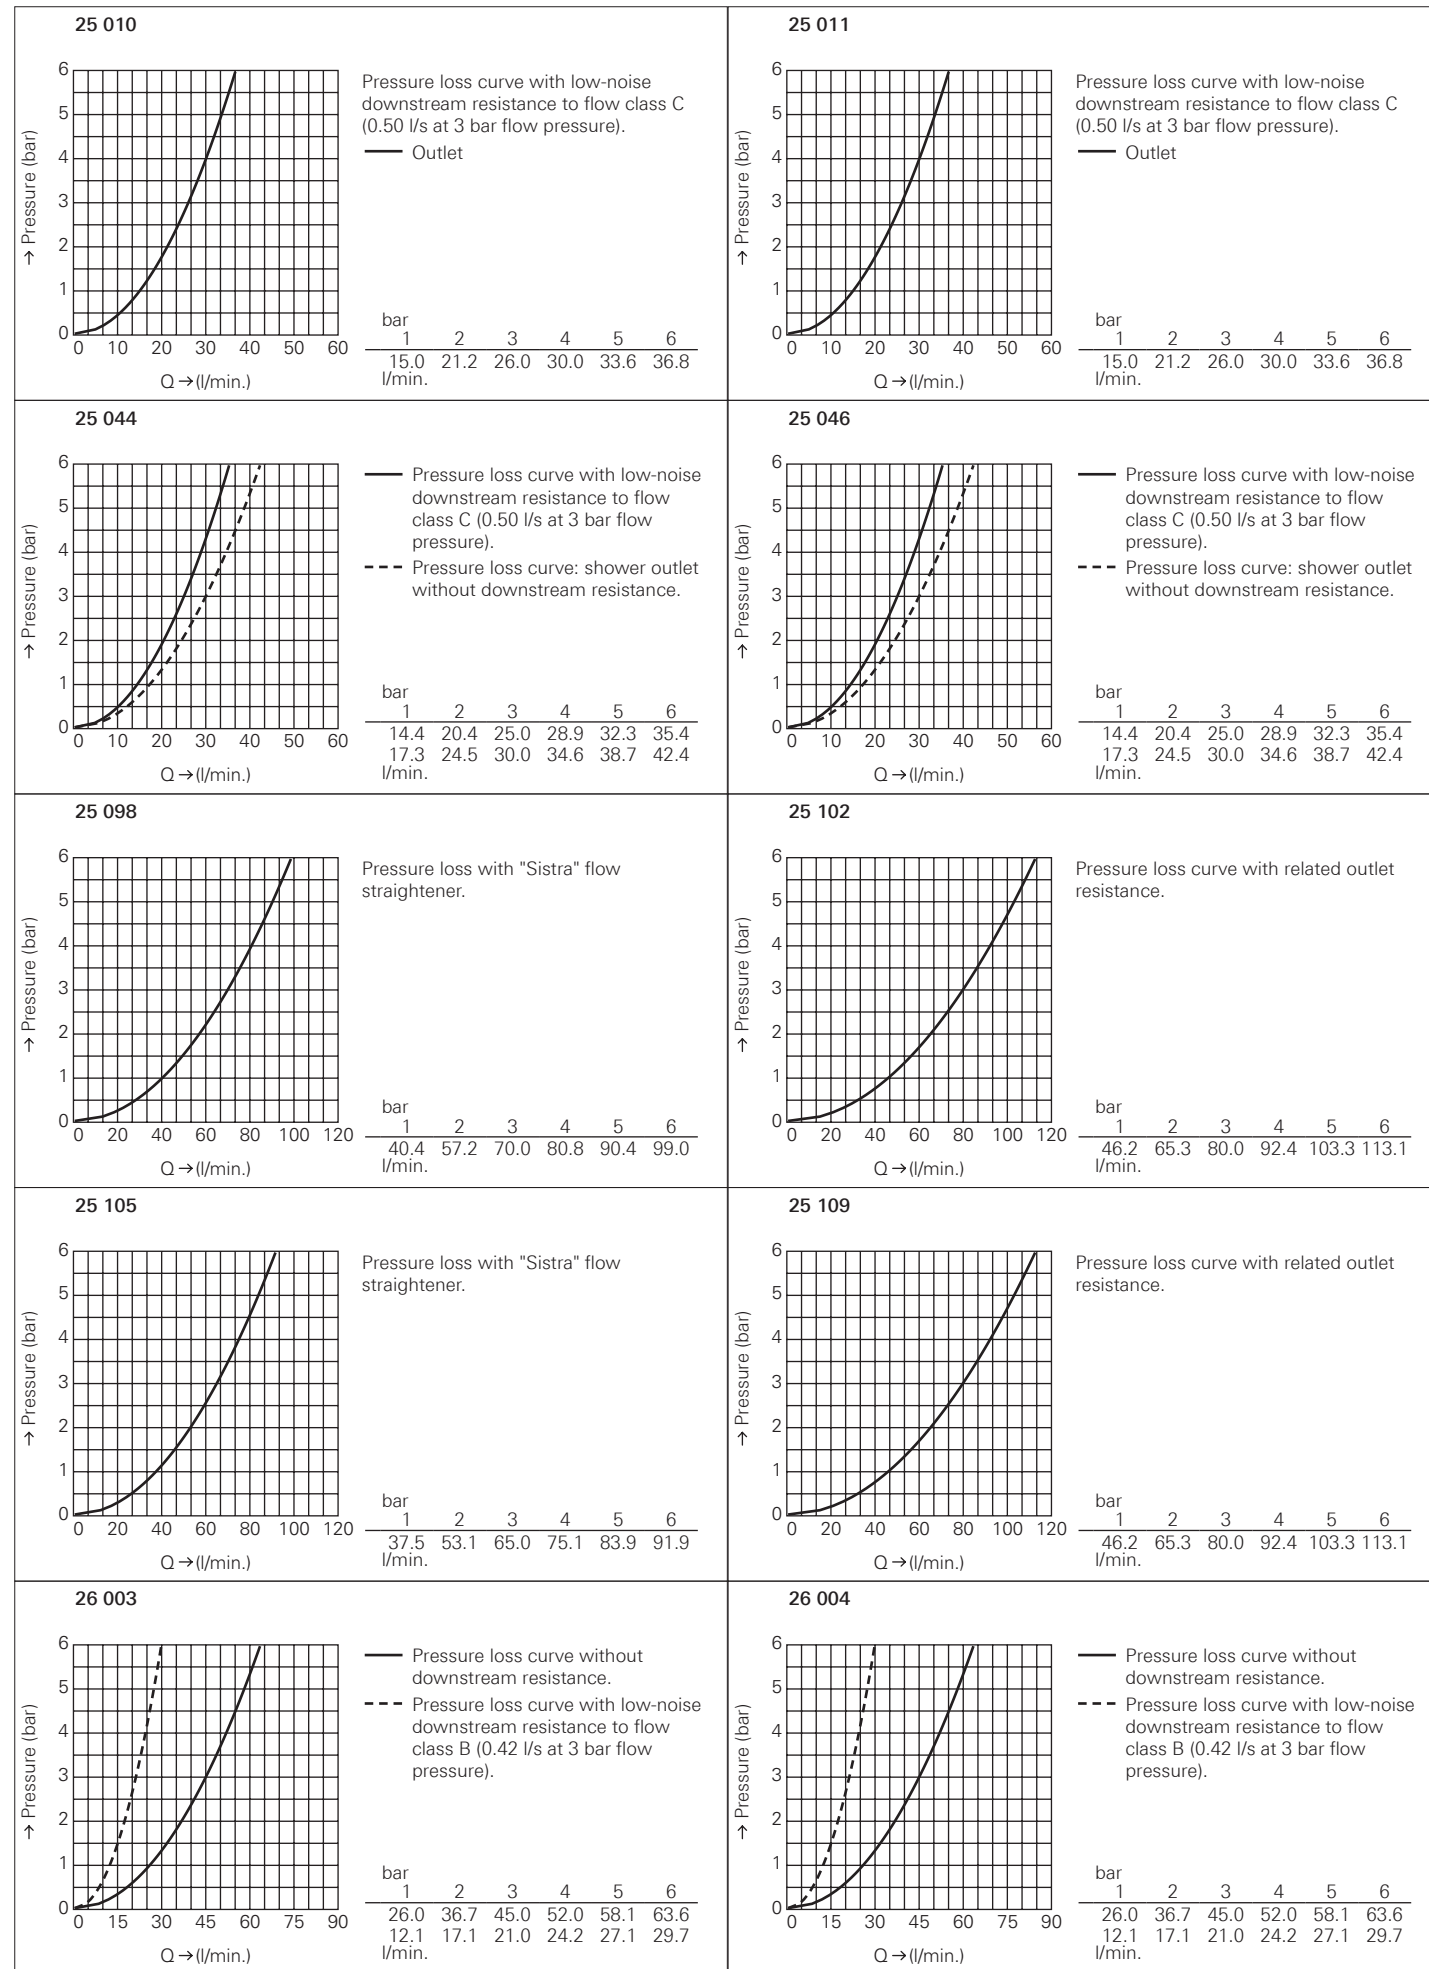 25 010
6
5
4
3
2
1
0
→ Pressure (bar)
0 10 20 30 40 50 60
Q → (l/min.)
Pressure loss curve with low-noise
downstream resistance to flow class C
(0.50 l/s at 3 bar flow pressure).
Outlet
bar
1 2 3 4 5 6
15.0 21.2 26.0 30.0 33.6 36.8
l/min.
25 011
6
5
4
3
2
1
0
→ Pressure (bar)
0 10 20 30 40 50 60
Q → (l/min.)
Pressure loss curve with low-noise
downstream resistance to flow class C
(0.50 l/s at 3 bar flow pressure).
Outlet
bar
1 2 3 4 5 6
15.0 21.2 26.0 30.0 33.6 36.8
l/min.
25 044
6
5
4
3
2
1
0
→ Pressure (bar)
0 10 20 30 40 50 60
Q → (l/min.)
Pressure loss curve with low-noise
downstream resistance to flow
class C (0.50 l/s at 3 bar flow
pressure).
Pressure loss curve: shower outlet
without downstream resistance.
bar
1 2 3 4 5 6
14.4 20.4 25.0 28.9 32.3 35.4
17.3 24.5 30.0 34.6 38.7 42.4
l/min.
25 046
6
5
4
3
2
1
0
→ Pressure (bar)
0 10 20 30 40 50 60
Q → (l/min.)
Pressure loss curve with low-noise
downstream resistance to flow
class C (0.50 l/s at 3 bar flow
pressure).
Pressure loss curve: shower outlet
without downstream resistance.
bar
1 2 3 4 5 6
14.4 20.4 25.0 28.9 32.3 35.4
17.3 24.5 30.0 34.6 38.7 42.4
l/min.
25 098
6
5
4
3
2
1
0
→ Pressure (bar)
0 20 40 60 80 100 120
Q → (l/min.)
Pressure loss with "Sistra" flow
straightener.
bar
1 2 3 4 5 6
40.4 57.2 70.0 80.8 90.4 99.0
l/min.
25 102
6
5
4
3
2
1
0
→ Pressure (bar)
0 20 40 60 80 100 120
Q → (l/min.)
Pressure loss curve with related outlet
resistance.
bar
1 2 3 4 5 6
46.2 65.3 80.0 92.4 103.3 113.1
l/min.
25 105
6
5
4
3
2
1
0
→ Pressure (bar)
0 20 40 60 80 100 120
Q → (l/min.)
Pressure loss with "Sistra" flow
straightener.
bar
1 2 3 4 5 6
37.5 53.1 65.0 75.1 83.9 91.9
l/min.
25 109
6
5
4
3
2
1
0
→ Pressure (bar)
0 20 40 60 80 100 120
Q → (l/min.)
Pressure loss curve with related outlet
resistance.
bar
1 2 3 4 5 6
46.2 65.3 80.0 92.4 103.3 113.1
l/min.
26 003
6
5
4
3
2
1
0
→ Pressure (bar)
0 15 30 45 60 75 90
Q → (l/min.)
Pressure loss curve without
downstream resistance.
Pressure loss curve with low-noise
downstream resistance to flow
class B (0.42 l/s at 3 bar flow
pressure).
bar
1 2 3 4 5 6
26.0 36.7 45.0 52.0 58.1 63.6
12.1 17.1 21.0 24.2 27.1 29.7
l/min.
26 004
6
5
4
3
2
1
0
→ Pressure (bar)
0 15 30 45 60 75 90
Q → (l/min.)
Pressure loss curve without
downstream resistance.
Pressure loss curve with low-noise
downstream resistance to flow
class B (0.42 l/s at 3 bar flow
pressure).
bar
1 2 3 4 5 6
26.0 36.7 45.0 52.0 58.1 63.6
12.1 17.1 21.0 24.2 27.1 29.7
l/min.